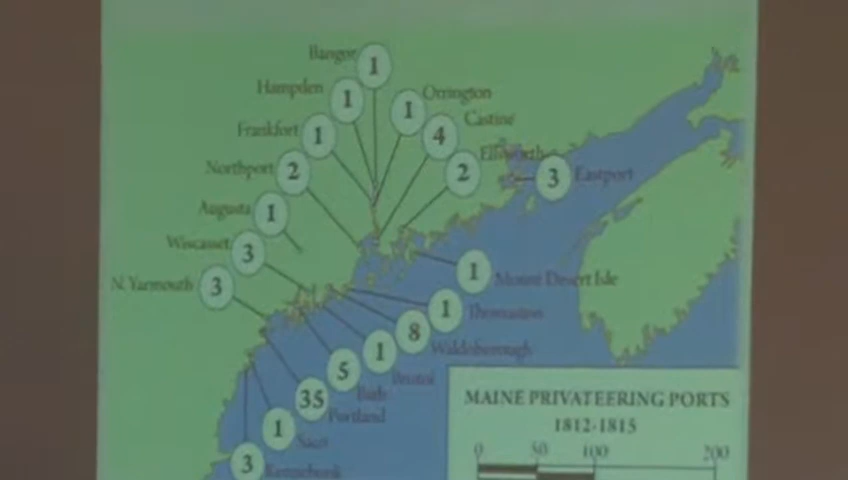 Bangor 1
Hampden 1
1 Orrington
Frankfort 1
4 Castine
Northport 2
2 Ellsworth
3 Eastport
Augusta 1
Wiscasset 3
N. Yarmouth 3
1 Mount Desert Isle
1 Thomaston
8 Waldoborough
1 Bristol
5 Bath
35 Portland
1 Saco
3 Kennebunk
MAINE PRIVATEERING PORTS
1812-1815
0 50 100 200